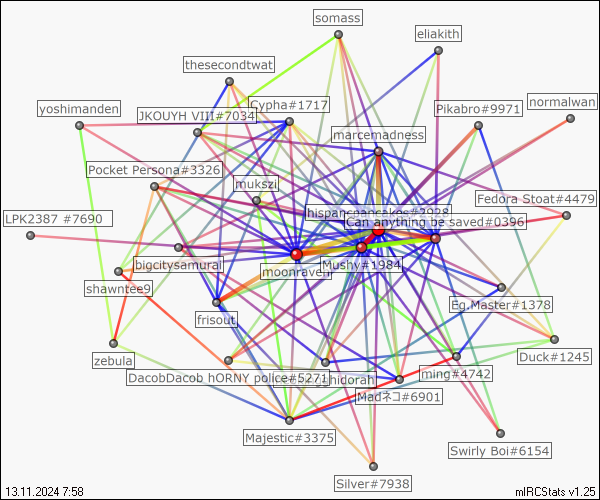 somass
eliakith
thesecondtwat
yoshimanden
Cypha#1717
JKOUYH VIII#7034
Pikabro#9971
normalwan
marcemadness
Pocket Persona#3326
mukszi
Fedora Stoat#4479
hispancpancakes#3928
Can anything be saved#0396
LPK2387 #7690
bigcitysamurai
moonraven
Mushy#1984
shawntee9
Eg.Master#1378
frisout
zebula
Duck#1245
DacobDacob hORNY police#5271
ghidorah
ming#4742
Madネコ#6901
Majestic#3375
Swirly Boi#6154
Silver#7938
13.11.2024 7:58
mIRCStats v1.25